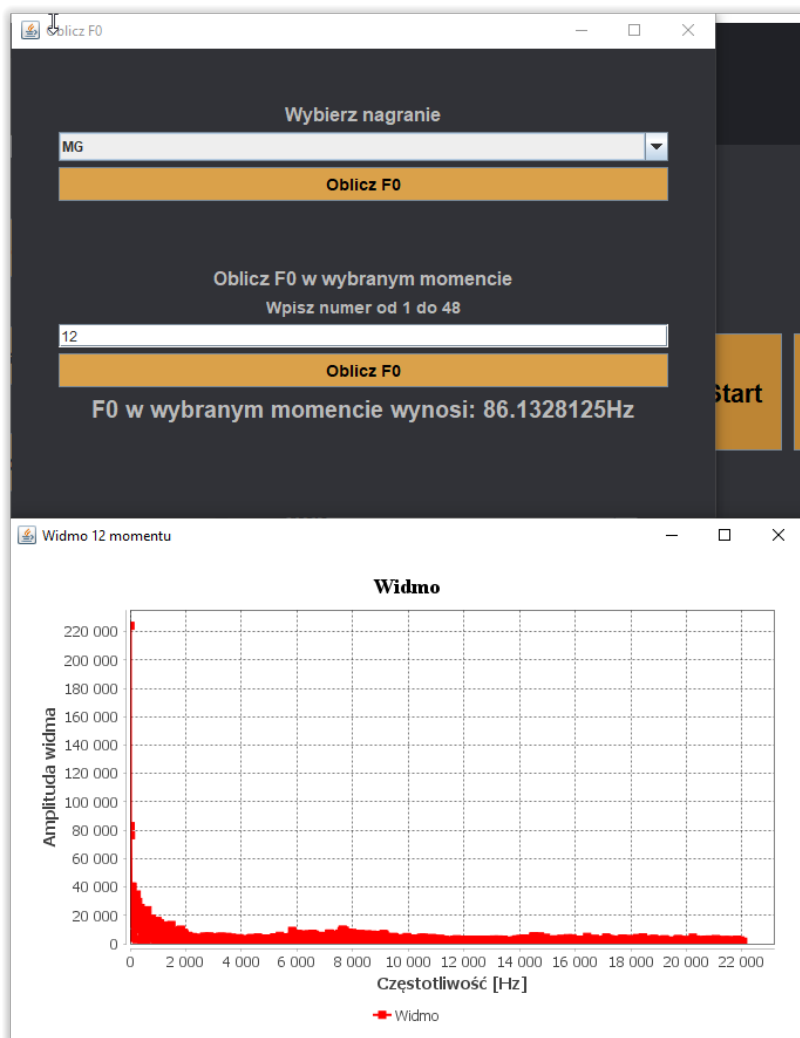 Oblicz F0
Wybierz nagranie
MG
Oblicz F0
Oblicz F0 w wybranym momencie
Wpisz numer od 1 do 48
12
Oblicz F0
Start
F0 w wybranym momencie wynosi: 86.1328125Hz
Widmo 12 momentu
Widmo
220 000
200 000
180 000
160 000
140 000
120 000
100 000
80 000
60 000
40 000
20 000
0
Amplituda widma
0 2 000 4 000 6 000 8 000 10 000 12 000 14 000 16 000 18 000 20 000 22 000
Częstotliwość [Hz]
Widmo